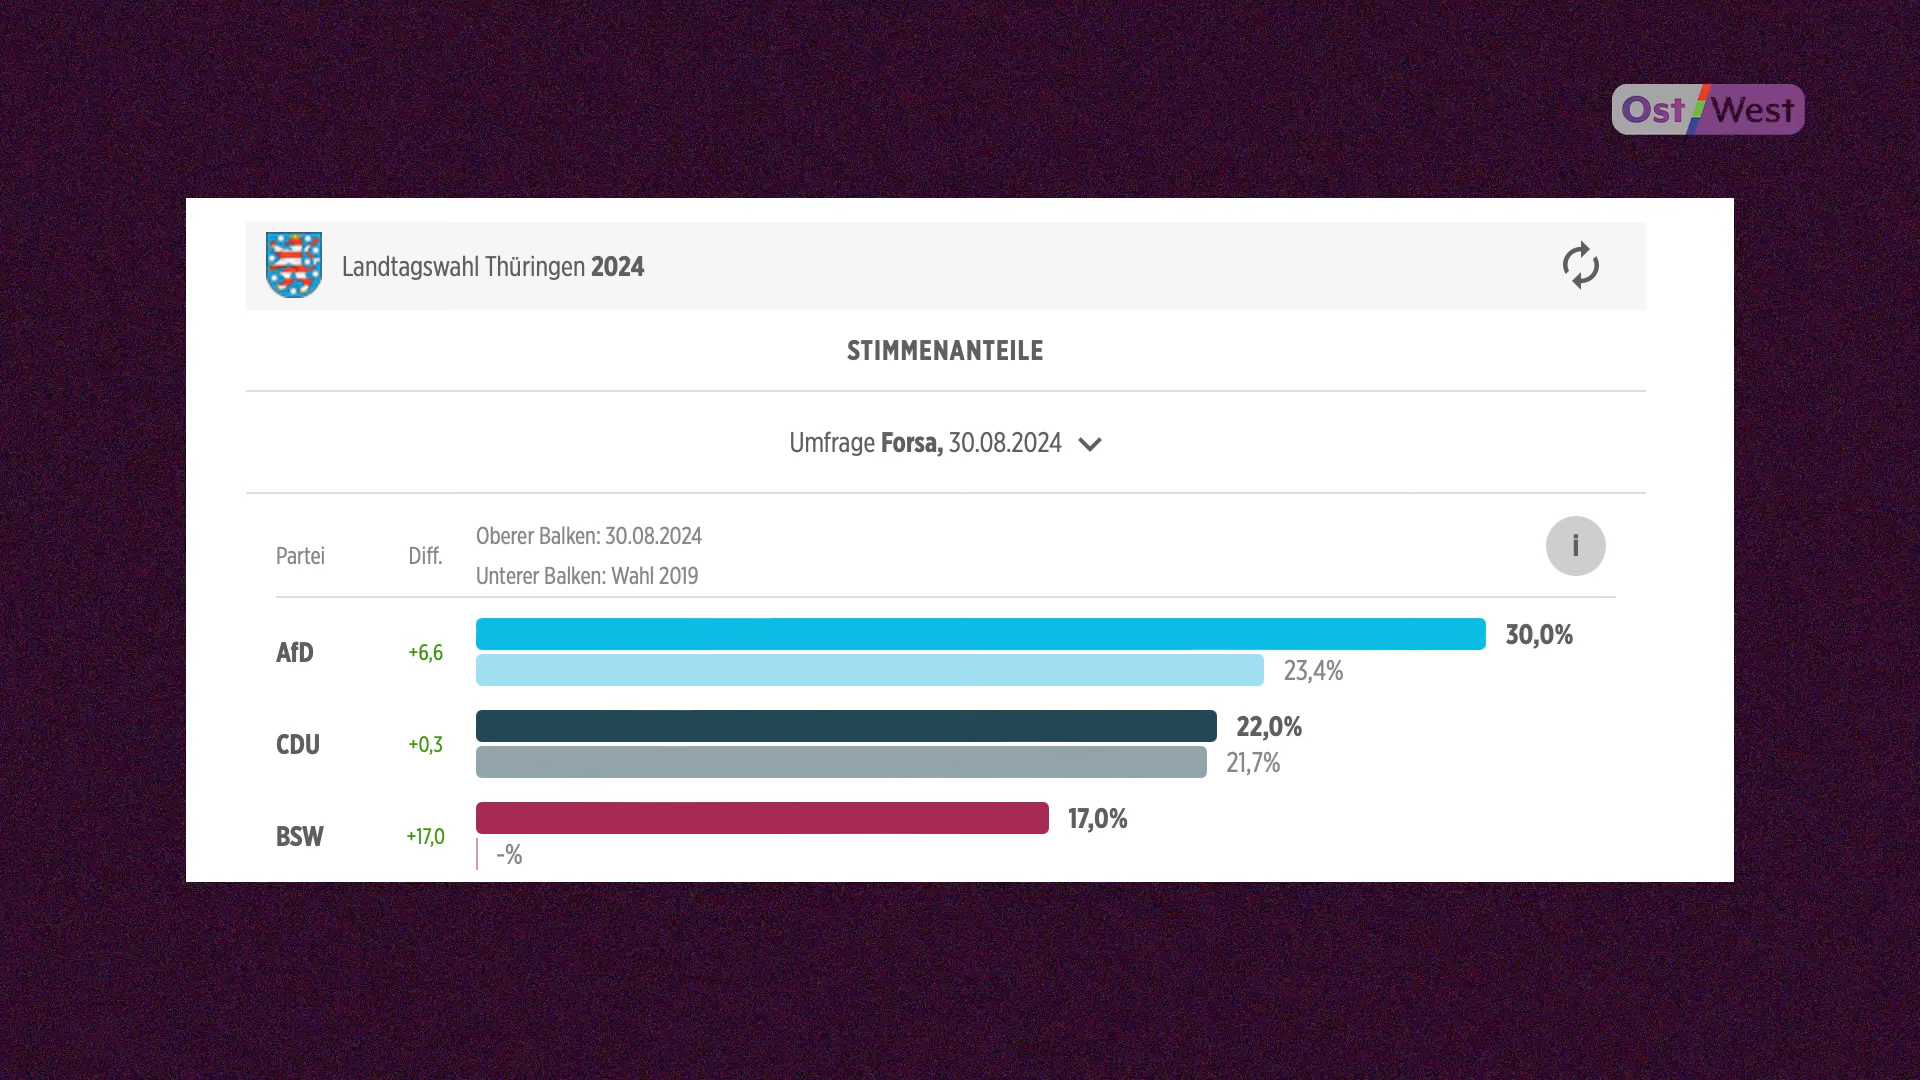 Ost/West
Landtagswahl Thüringen 2024
STIMMENANTEILE
Umfrage Forsa, 30.08.2024
Partei Diff. Oberer Balken: 30.08.2024
Unterer Balken: Wahl 2019
i
AfD +6,6 30,0%
23,4%
CDU +0,3 22,0%
21,7%
BSW +17,0 17,0%
-%